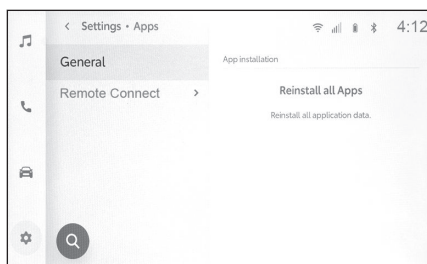 Settings • Apps
4:12
General
App installation
Remote Connect
Reinstall all Apps
Reinstall all application data.